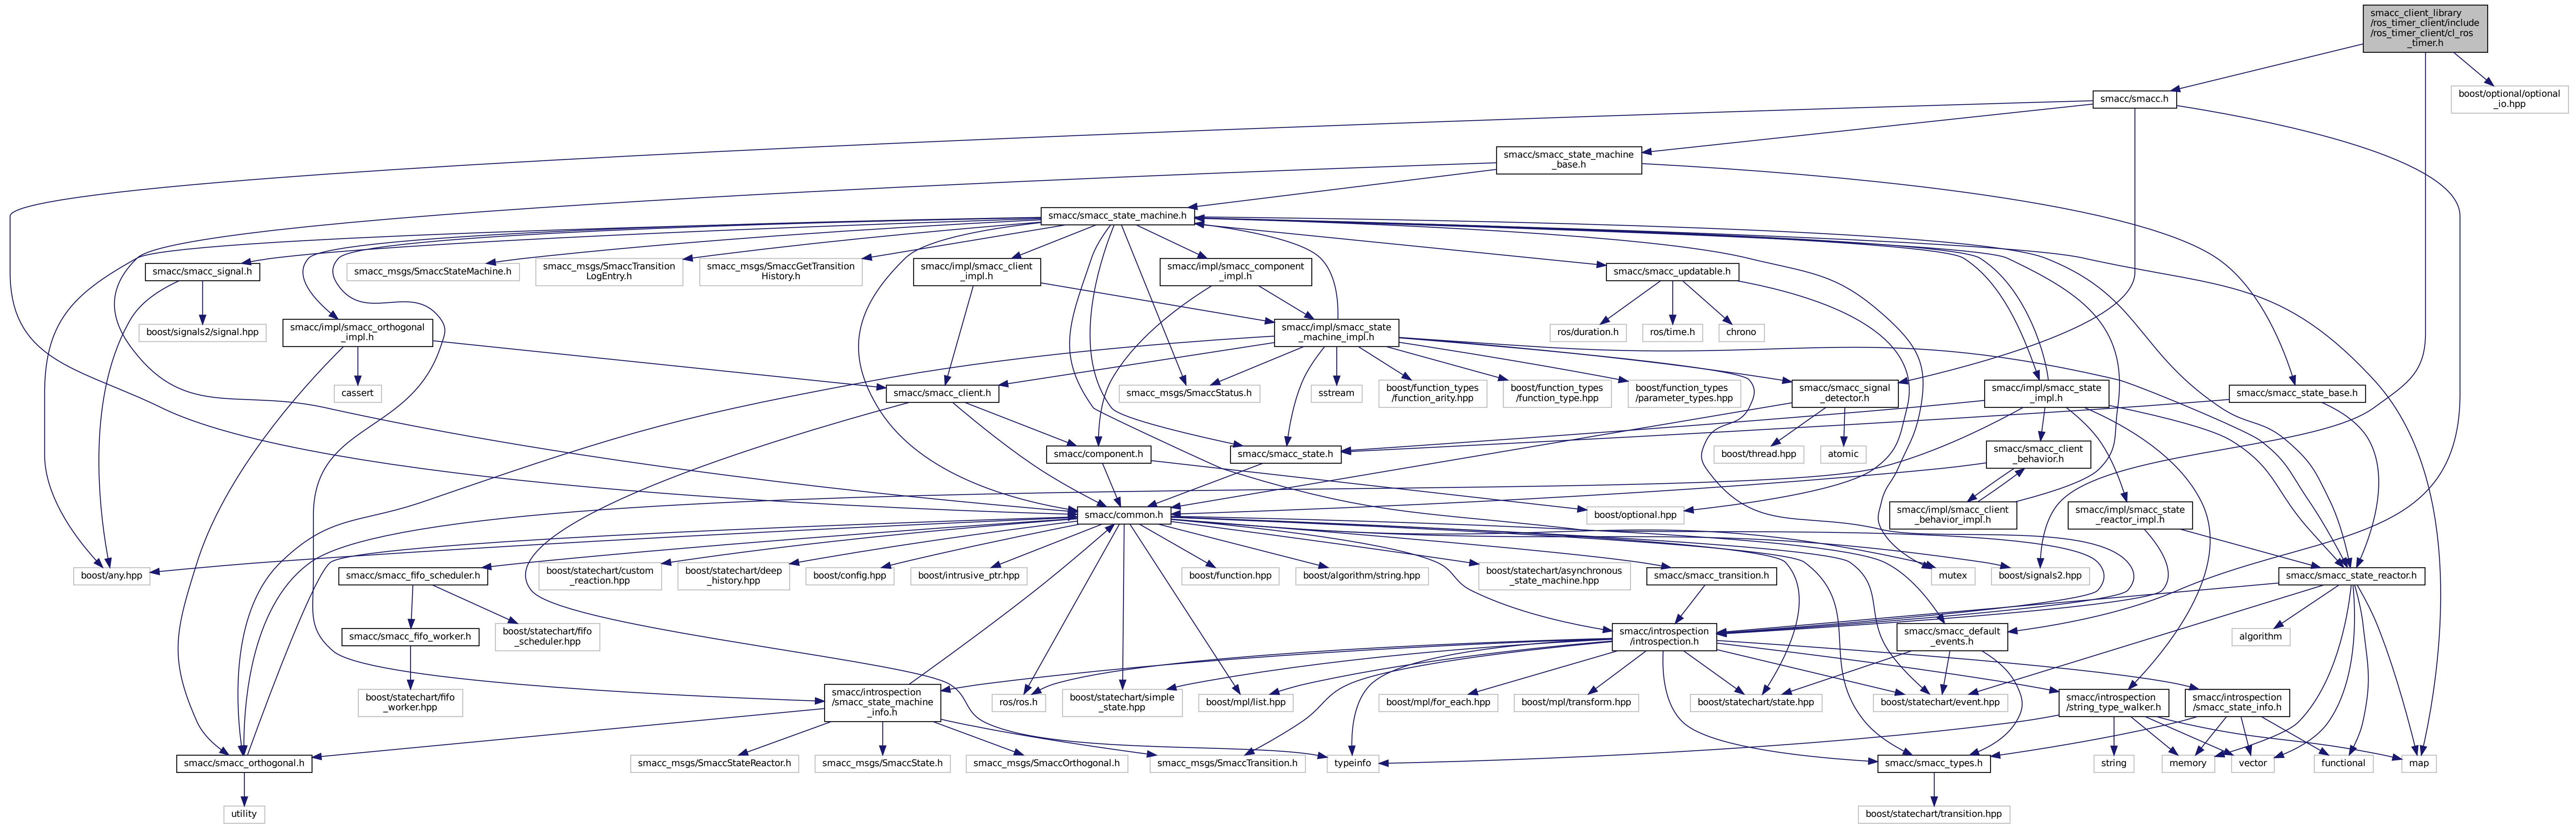 smacc_client_library
/ros_timer_client/include
/ros_timer_client/cl_ros
_timer.h
smacc/smacc.h
boost/optional/optional
_io.hpp
smacc/smacc_state_machine
_base.h
smacc/smacc_state_machine.h
smacc/smacc_signal.h
smacc_msgs/SmaccStateMachine.h
smacc_msgs/SmaccTransition
LogEntry.h
smacc_msgs/SmaccGetTransition
History.h
smacc/impl/smacc_client
_impl.h
smacc/impl/smacc_component
_impl.h
smacc/smacc_updatable.h
boost/signals2/signal.hpp
smacc/impl/smacc_orthogonal
_impl.h
smacc/impl/smacc_state
_machine_impl.h
ros/duration.h
ros/time.h
chrono
cassert
smacc/smacc_client.h
smacc_msgs/SmaccStatus.h
sstream
boost/function_types
/function_arity.hpp
boost/function_types
/function_type.hpp
boost/function_types
/parameter_types.hpp
smacc/smacc_signal
_detector.h
smacc/impl/smacc_state
_impl.h
smacc/smacc_state_base.h
smacc/component.h
smacc/smacc_state.h
boost/thread.hpp
atomic
smacc/smacc_client
_behavior.h
smacc/common.h
boost/optional.hpp
smacc/impl/smacc_client
_behavior_impl.h
smacc/impl/smacc_state
_reactor_impl.h
boost/any.hpp
smacc/smacc_fifo_scheduler.h
boost/statechart/custom
_reaction.hpp
boost/statechart/deep
_history.hpp
boost/config.hpp
boost/intrusive_ptr.hpp
boost/function.hpp
boost/algorithm/string.hpp
boost/statechart/asynchronous
_state_machine.hpp
smacc/smacc_transition.h
mutex
boost/signals2.hpp
smacc/smacc_state_reactor.h
smacc/smacc_fifo_worker.h
boost/statechart/fifo
_scheduler.hpp
smacc/introspection
/introspection.h
smacc/smacc_default
_events.h
algorithm
boost/statechart/fifo
_worker.hpp
smacc/introspection
/smacc_state_machine
_info.h
ros/ros.h
boost/statechart/simple
_state.hpp
boost/mpl/list.hpp
boost/mpl/for_each.hpp
boost/mpl/transform.hpp
boost/statechart/state.hpp
boost/statechart/event.hpp
smacc/introspection
/string_type_walker.h
smacc/introspection
/smacc_state_info.h
smacc/smacc_orthogonal.h
smacc_msgs/SmaccStateReactor.h
smacc_msgs/SmaccState.h
smacc_msgs/SmaccOrthogonal.h
smacc_msgs/SmaccTransition.h
typeinfo
smacc/smacc_types.h
string
memory
vector
functional
map
utility
boost/statechart/transition.hpp